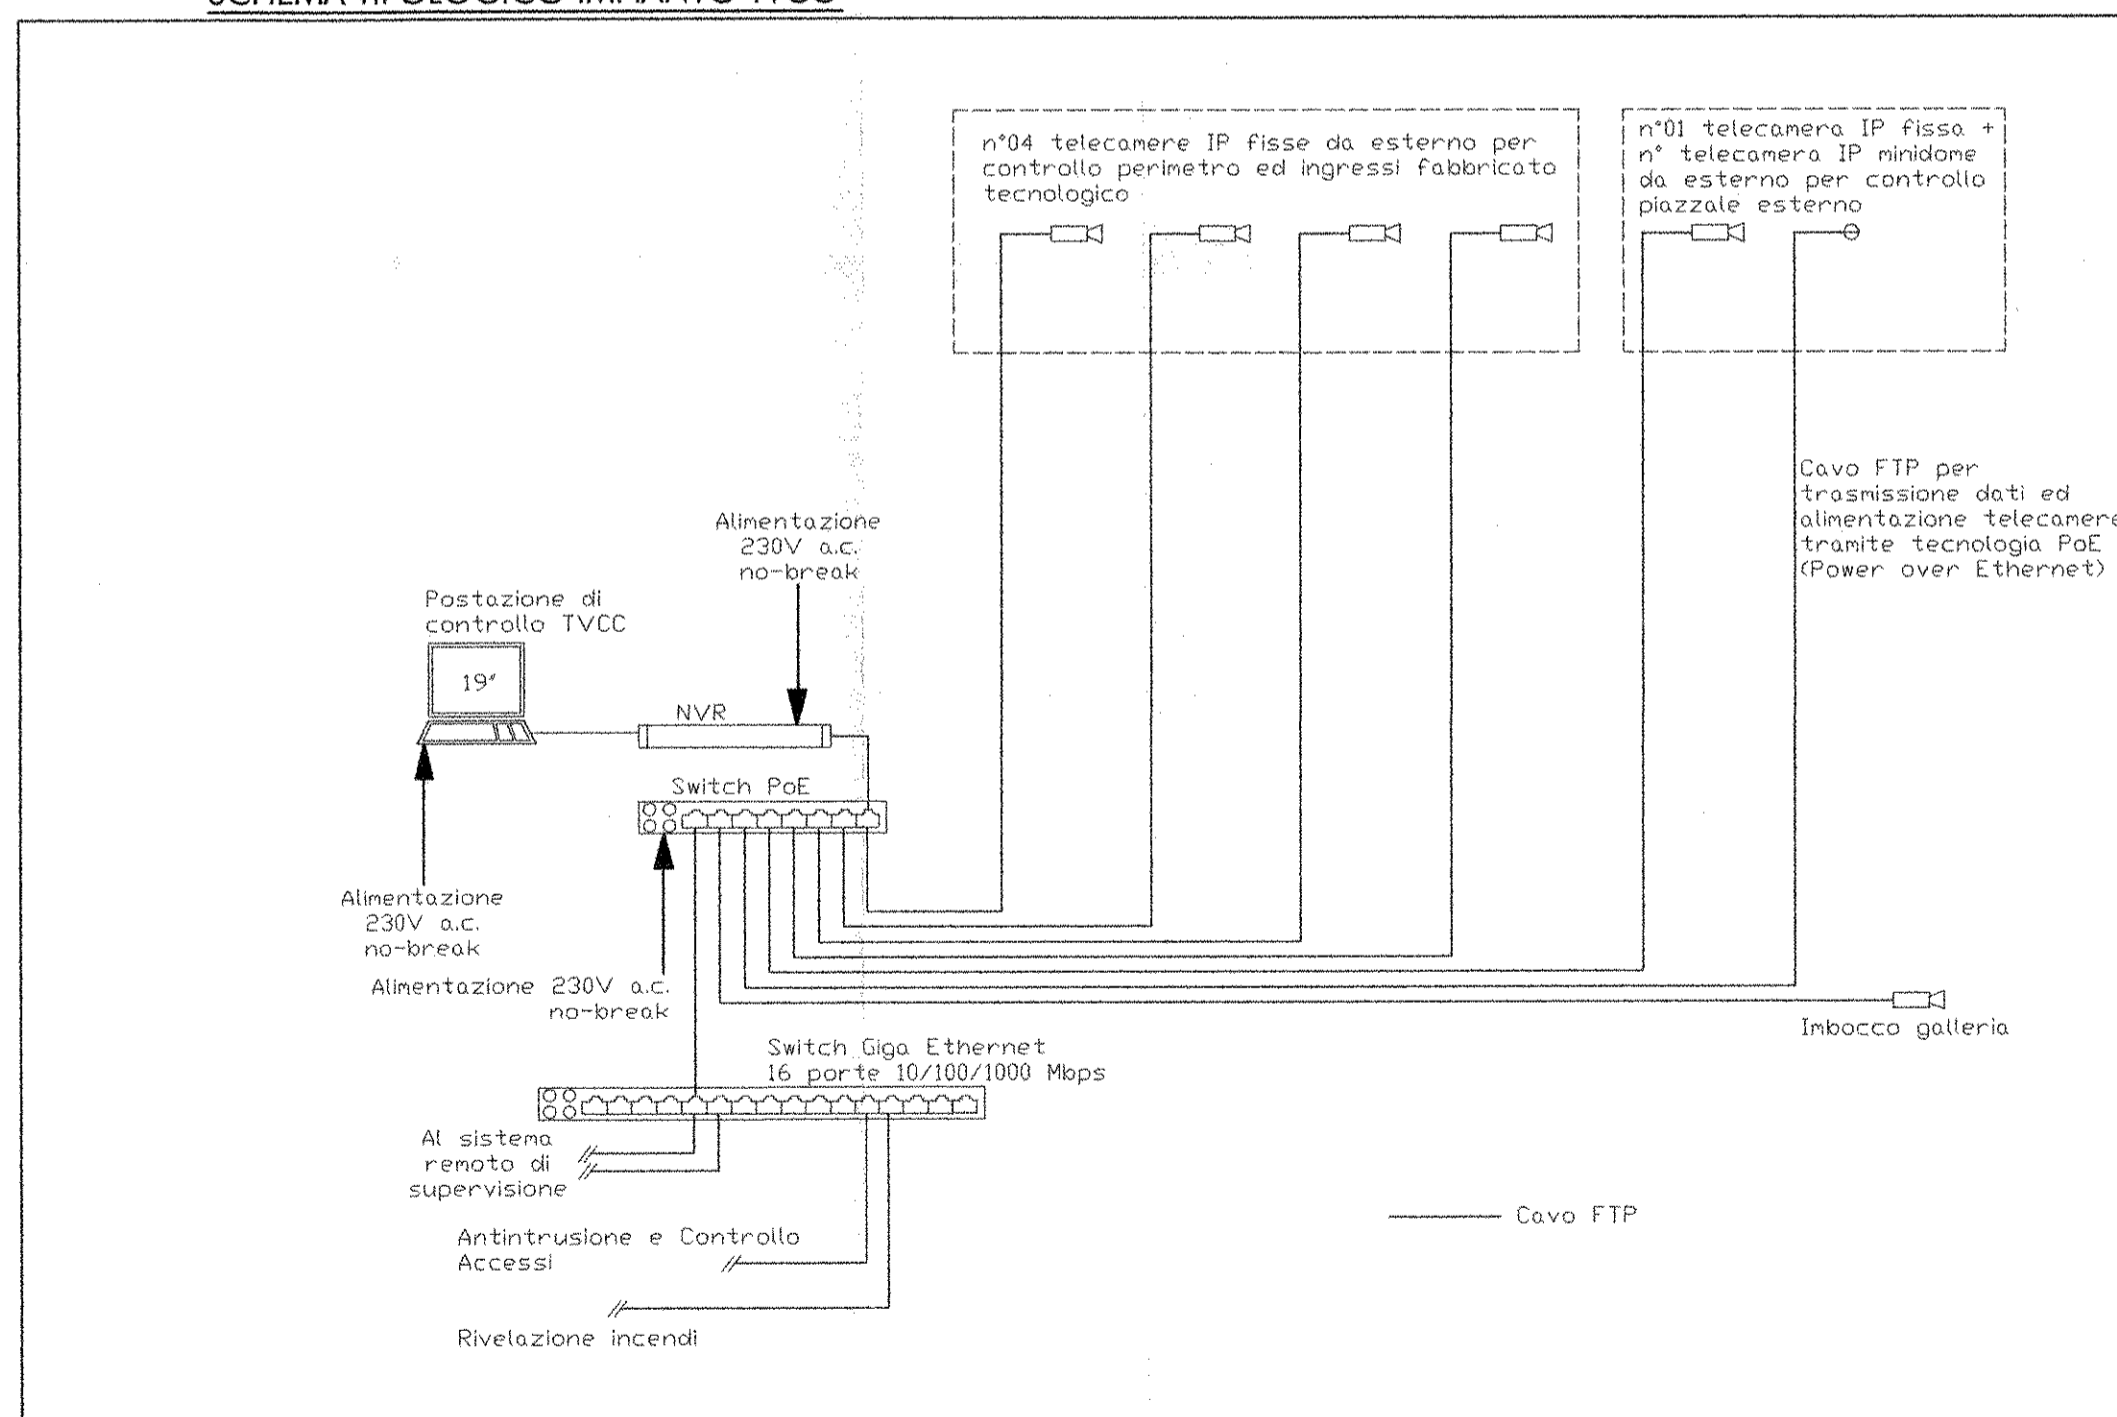 SCHEMA TIPOLOGICO IMPIANTO TVCC
n°04 telecamere IP fisse da esterno per
controllo perimetro ed ingressi fabbricato
tecnologico
n°01 telecamera IP fissa +
n° telecamera IP minidome
da esterno per controllo
piazzale esterno
Cavo FTP per
trasmissione dati ed
alimentazione telecamere
tramite tecnologia PoE
(Power over Ethernet)
Alimentazione
230V a.c.
no-break
Postazione di
controllo TVCC
19"
NVR
Switch PoE
Alimentazione
230V a.c.
no-break
Alimentazione 230V a.c.
no-break
Imbocco galleria
Switch Giga Ethernet
16 porte 10/100/1000 Mbps
Al sistema
remoto di
supervisione
Antintrusione e Controllo
Accessi
Rivelazione incendi
Cavo FTP